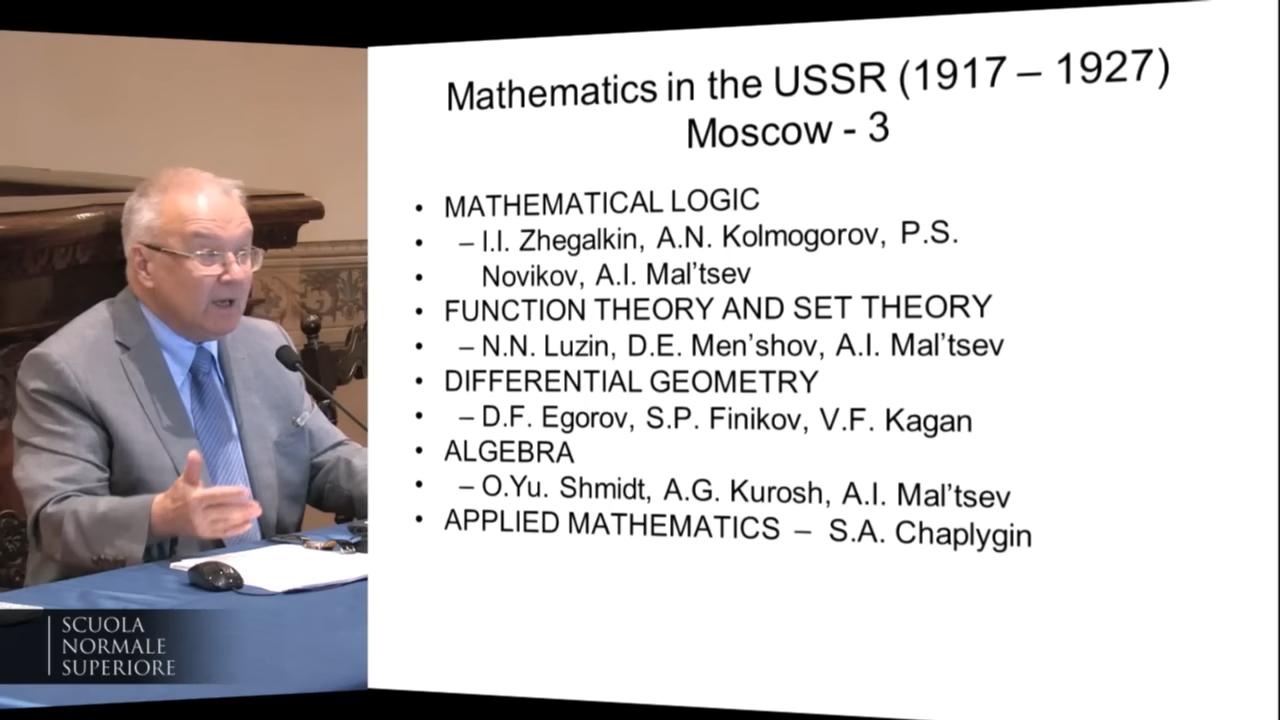 Mathematics in the USSR (1917 – 1927)
Moscow - 3
• MATHEMATICAL LOGIC
• – I.I. Zhegalkin, A.N. Kolmogorov, P.S.
• Novikov, A.I. Mal'tsev
• FUNCTION THEORY AND SET THEORY
• – N.N. Luzin, D.E. Men'shov, A.I. Mal'tsev
• DIFFERENTIAL GEOMETRY
• – D.F. Egorov, S.P. Finikov, V.F. Kagan
• ALGEBRA
• – O.Yu. Shmidt, A.G. Kurosh, A.I. Mal'tsev
• APPLIED MATHEMATICS – S.A. Chaplygin
SCUOLA
NORMALE
SUPERIORE